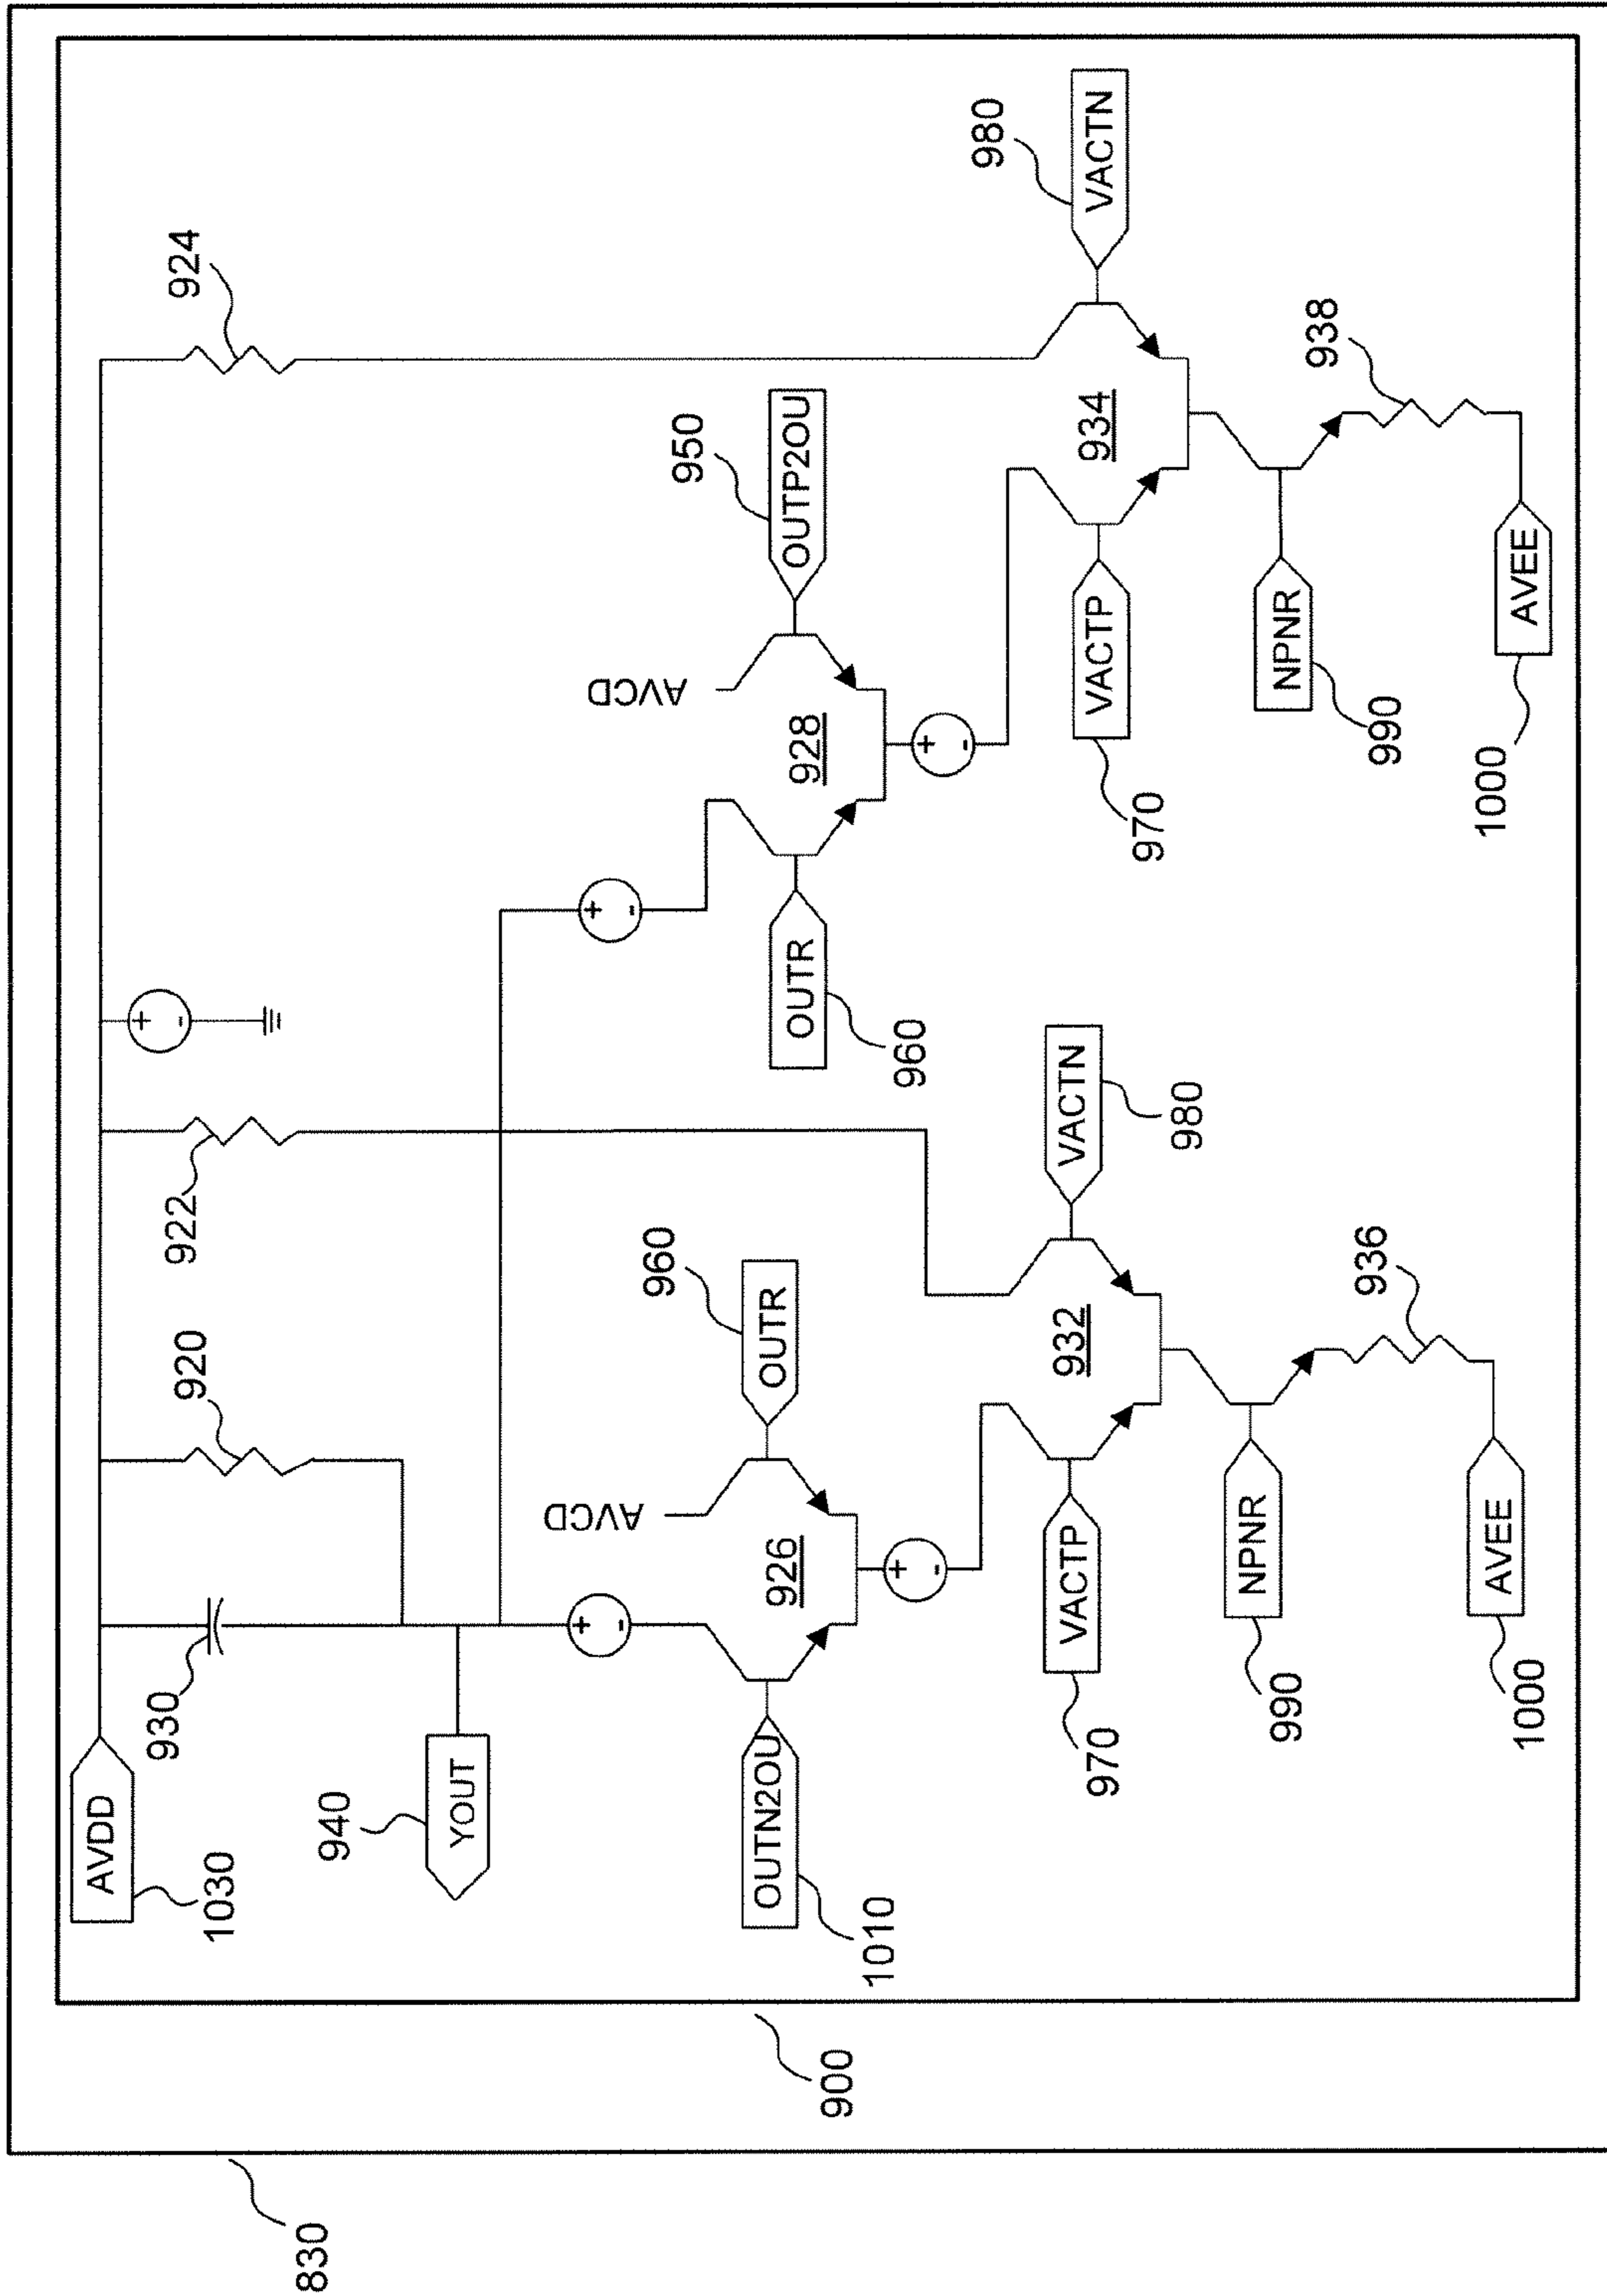 AVDD
1030
930
920
922
924
830
940
YOUT
960
950
AVCD
AVCD
OUTN2OU
926
OUTR
OUTR
928
OUTP2OU
1010
900
960
980
VACTP
932
VACTN
VACTP
934
VACTN
970
980
970
NPNR
NPNR
990
936
990
938
AVEE
AVEE
1000
1000